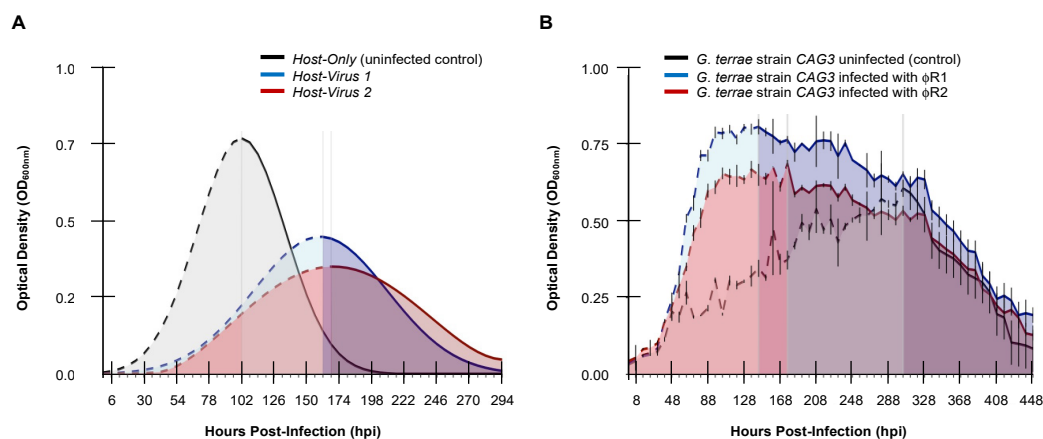 A
Host-Only (uninfected control)
Host-Virus 1
Host-Virus 2
Optical Density (OD600nm)
1.0
0.7
0.5
0.2
0.0
6 30 54 78 102 126 150 174 198 222 246 270 294
Hours Post-Infection (hpi)
B
G. terrae strain CAG3 uninfected (control)
G. terrae strain CAG3 infected with ϕR1
G. terrae strain CAG3 infected with ϕR2
Optical Density (OD600nm)
1.00
0.75
0.50
0.25
0.00
8 48 88 128 168 208 248 288 328 368 408 448
Hours Post-Infection (hpi)